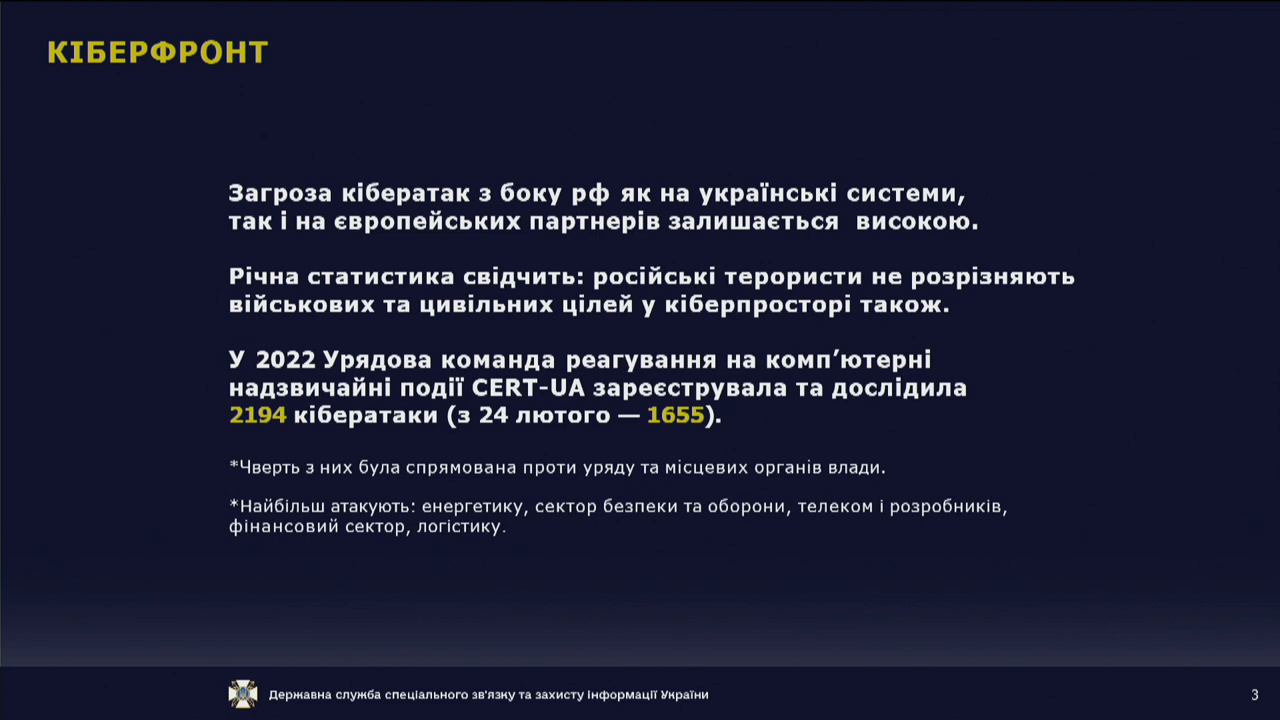 КІБЕРФРОНТ
Загроза кібератак з боку рф як на українські системи,
так і на європейських партнерів залишається високою.
Річна статистика свідчить: російські терористи не розрізняють
військових та цивільних цілей у кіберпросторі також.
У 2022 Урядова команда реагування на комп’ютерні
надзвичайні події CERT-UA зареєструвала та дослідила
2194 кібератаки (з 24 лютого — 1655).
*Чверть з них була спрямована проти уряду та місцевих органів влади.
*Найбільш атакують: енергетику, сектор безпеки та оборони, телеком і розробників,
фінансовий сектор, логістику.
Державна служба спеціального зв'язку та захисту інформації України
3